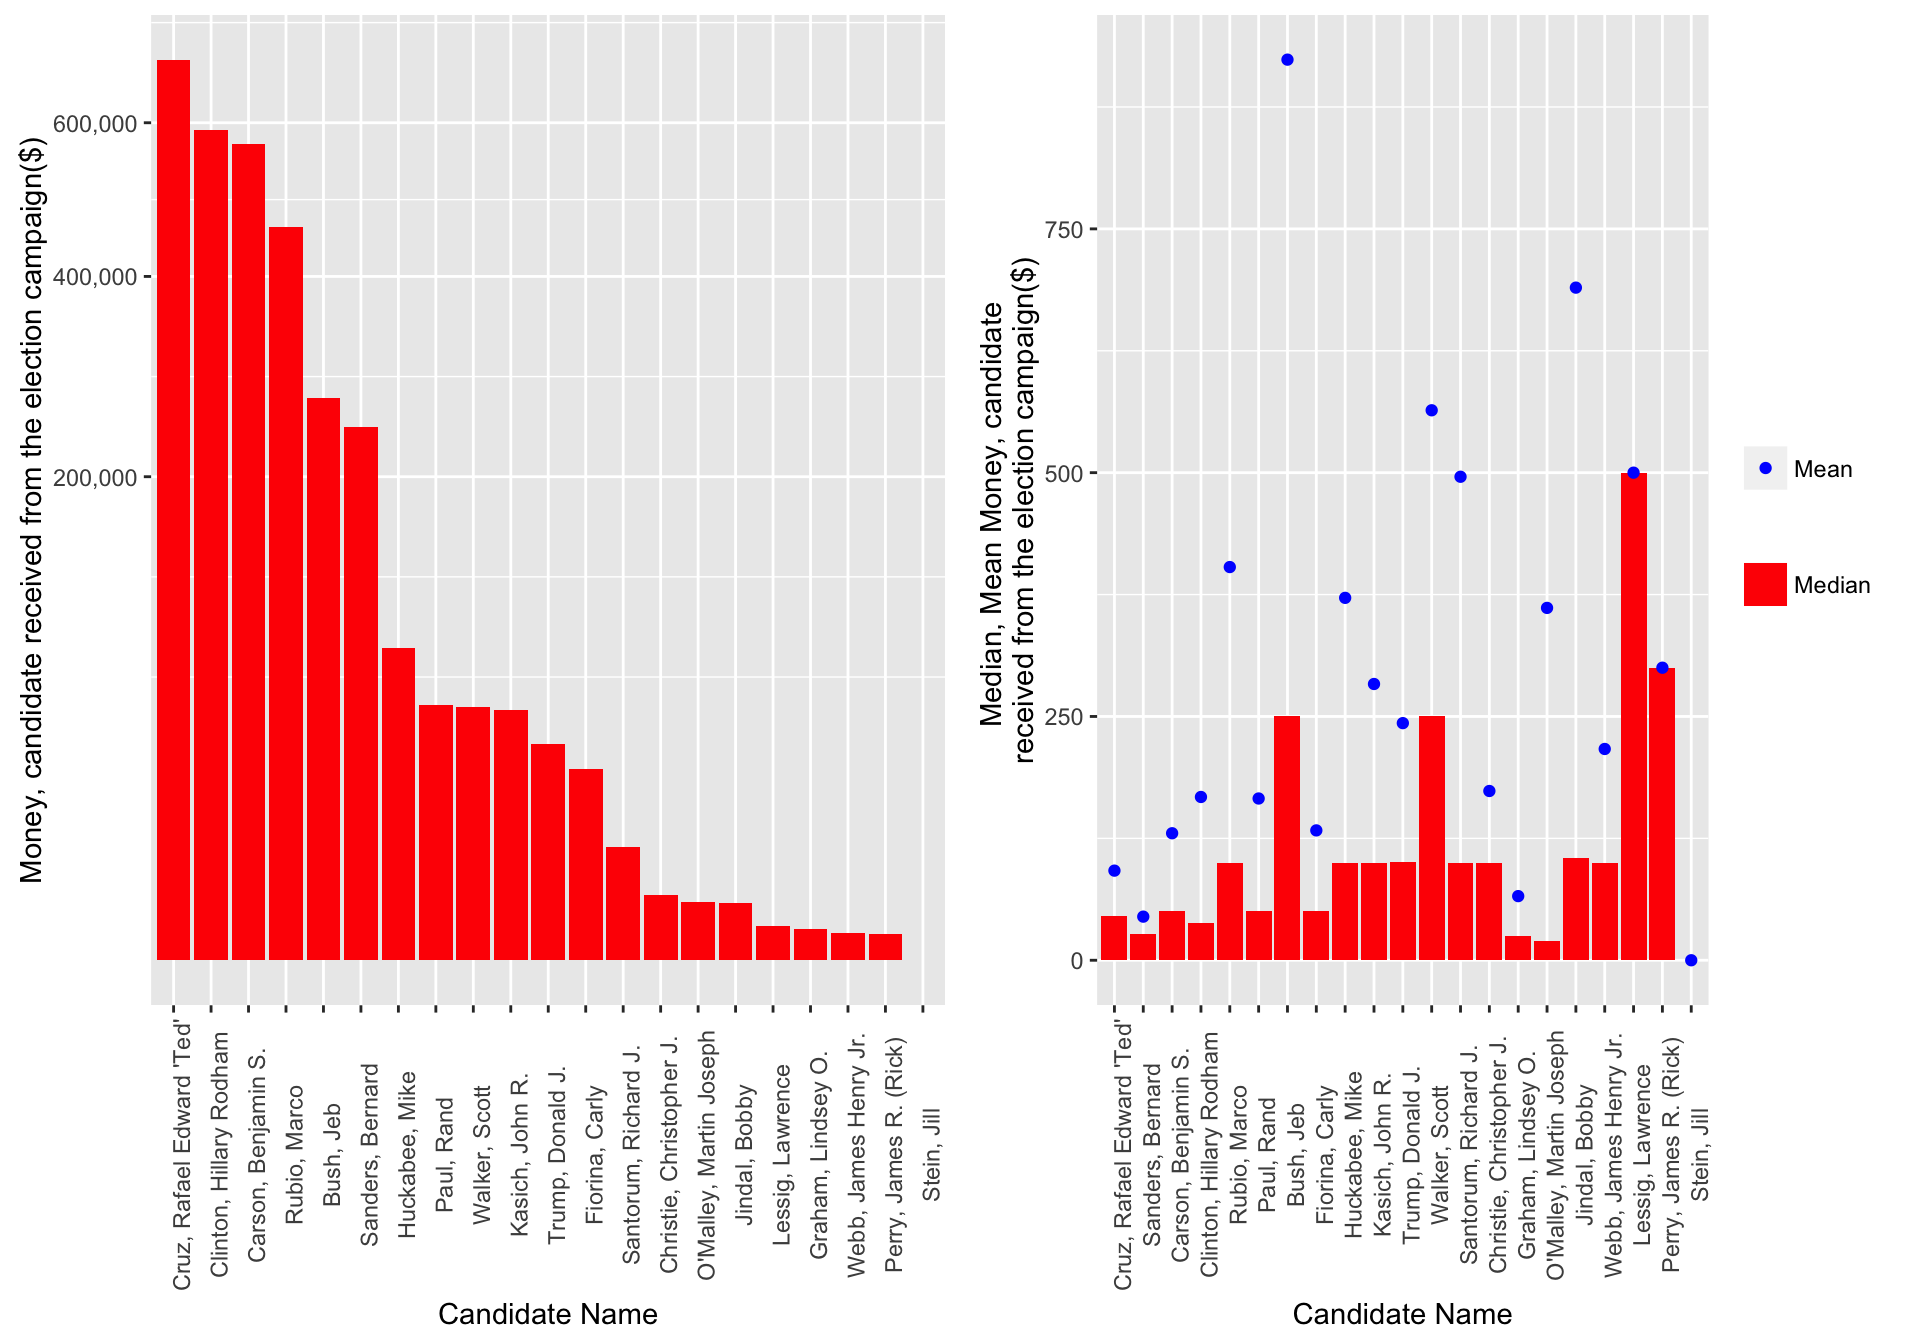 Money, candidate received from the election campaign($)
600,000
400,000
200,000
Cruz, Rafael Edward 'Ted'
Clinton, Hillary Rodham
Carson, Benjamin S.
Rubio, Marco
Bush, Jeb
Sanders, Bernard
Huckabee, Mike
Paul, Rand
Walker, Scott
Kasich, John R.
Trump, Donald J.
Fiorina, Carly
Santorum, Richard J.
Christie, Christopher J.
O'Malley, Martin Joseph
Jindal, Bobby
Lessig, Lawrence
Graham, Lindsey O.
Webb, James Henry Jr.
Perry, James R. (Rick)
Stein, Jill
Candidate Name
Median, Mean Money, candidate
received from the election campaign($)
750
500
250
0
Cruz, Rafael Edward 'Ted'
Sanders, Bernard
Carson, Benjamin S.
Clinton, Hillary Rodham
Rubio, Marco
Paul, Rand
Bush, Jeb
Fiorina, Carly
Huckabee, Mike
Kasich, John R.
Trump, Donald J.
Walker, Scott
Santorum, Richard J.
Christie, Christopher J.
Graham, Lindsey O.
O'Malley, Martin Joseph
Jindal, Bobby
Webb, James Henry Jr.
Lessig, Lawrence
Perry, James R. (Rick)
Stein, Jill
Candidate Name
Mean
Median